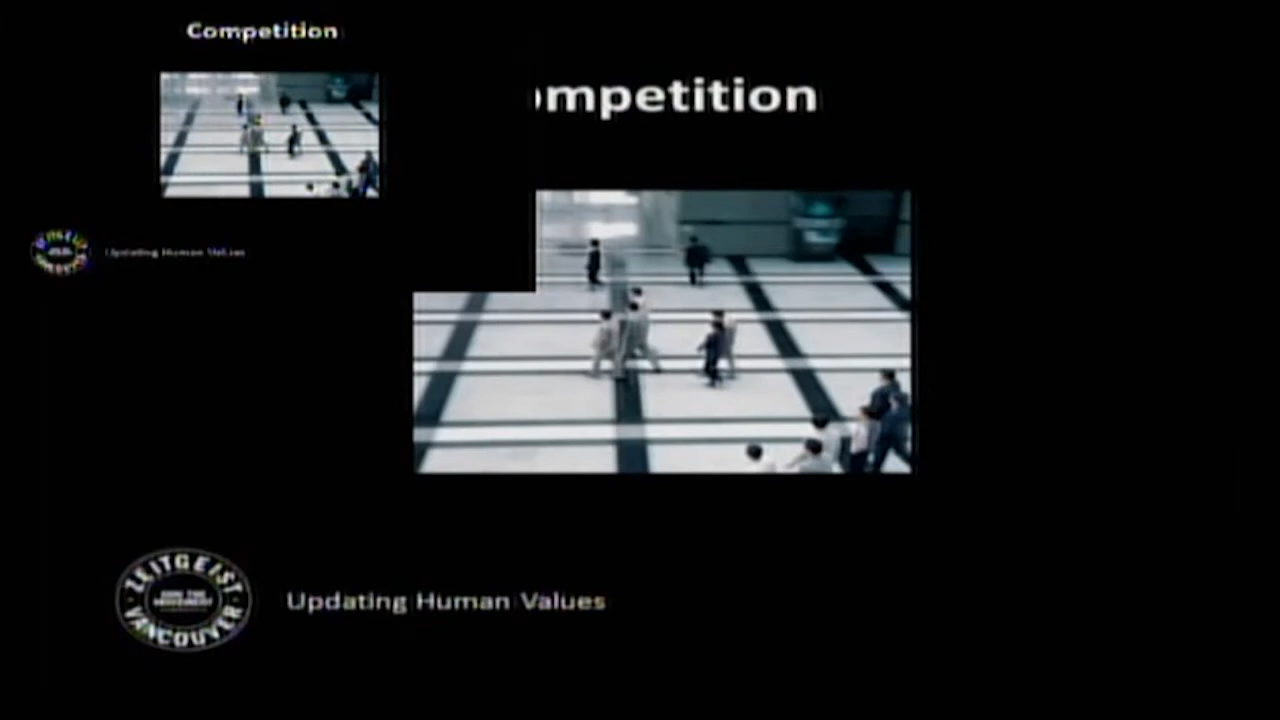 Competition
ompetition
Updating Human Values
ZEITGEIST
VANCOUVER
Updating Human Values